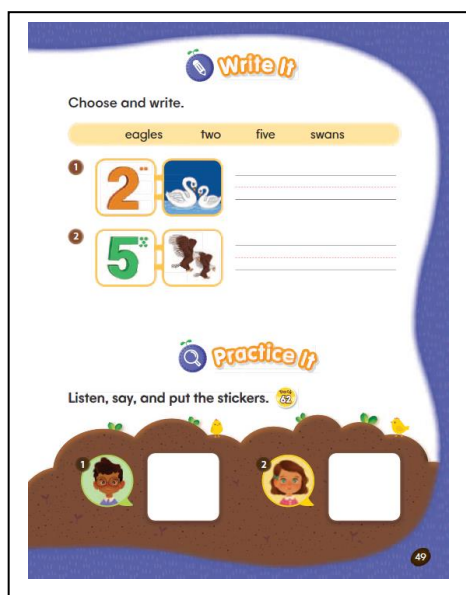 Write It
Choose and write.
eagles two five swans
1
2
2
5
Practice It
Listen, say, and put the stickers. 62
1 2
49